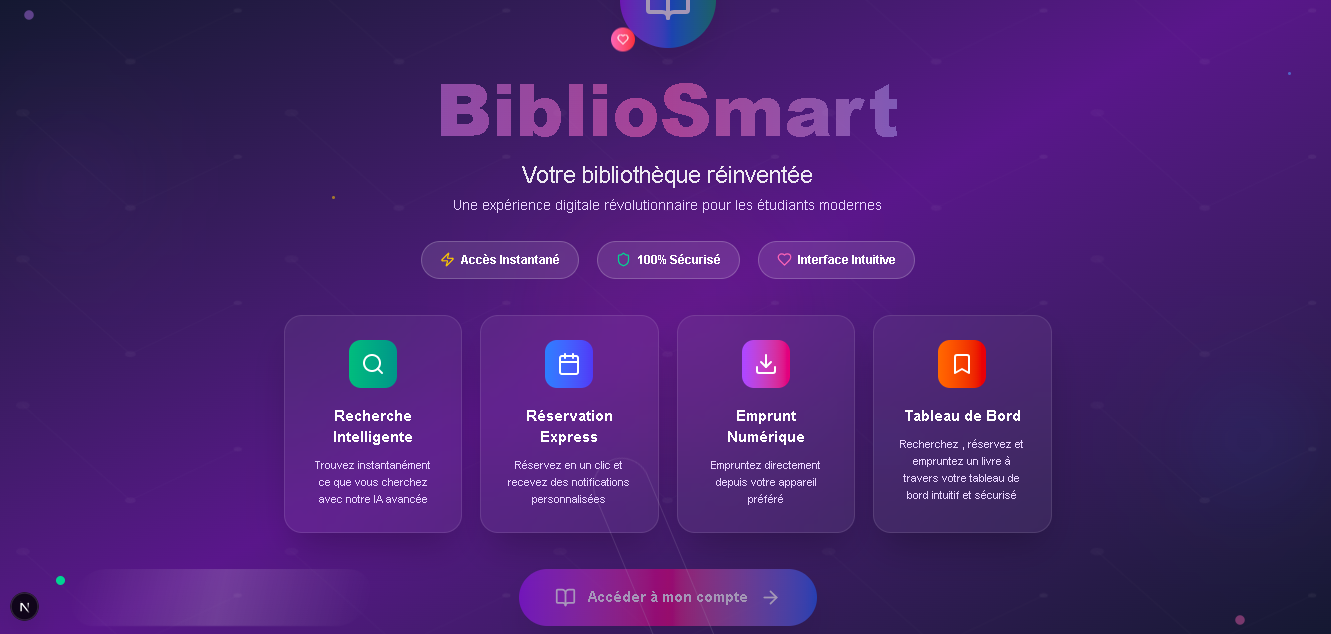 BiblioSmart
Votre bibliothèque réinventée
Une expérience digitale révolutionnaire pour les étudiants modernes
Accès Instantané
100% Sécurisé
Interface Intuitive
Recherche
Intelligente
Trouvez instantanément
ce que vous cherchez
avec notre IA avancée
Réservation
Express
Réservez en un clic et
recevez des notifications
personnalisées
Emprunt
Numérique
Empruntez directement
depuis votre appareil
préféré
Tableau de Bord
Recherchez , réservez et
empruntez un livre à
travers votre tableau de
bord intuitif et sécurisé
Accéder à mon compte
N